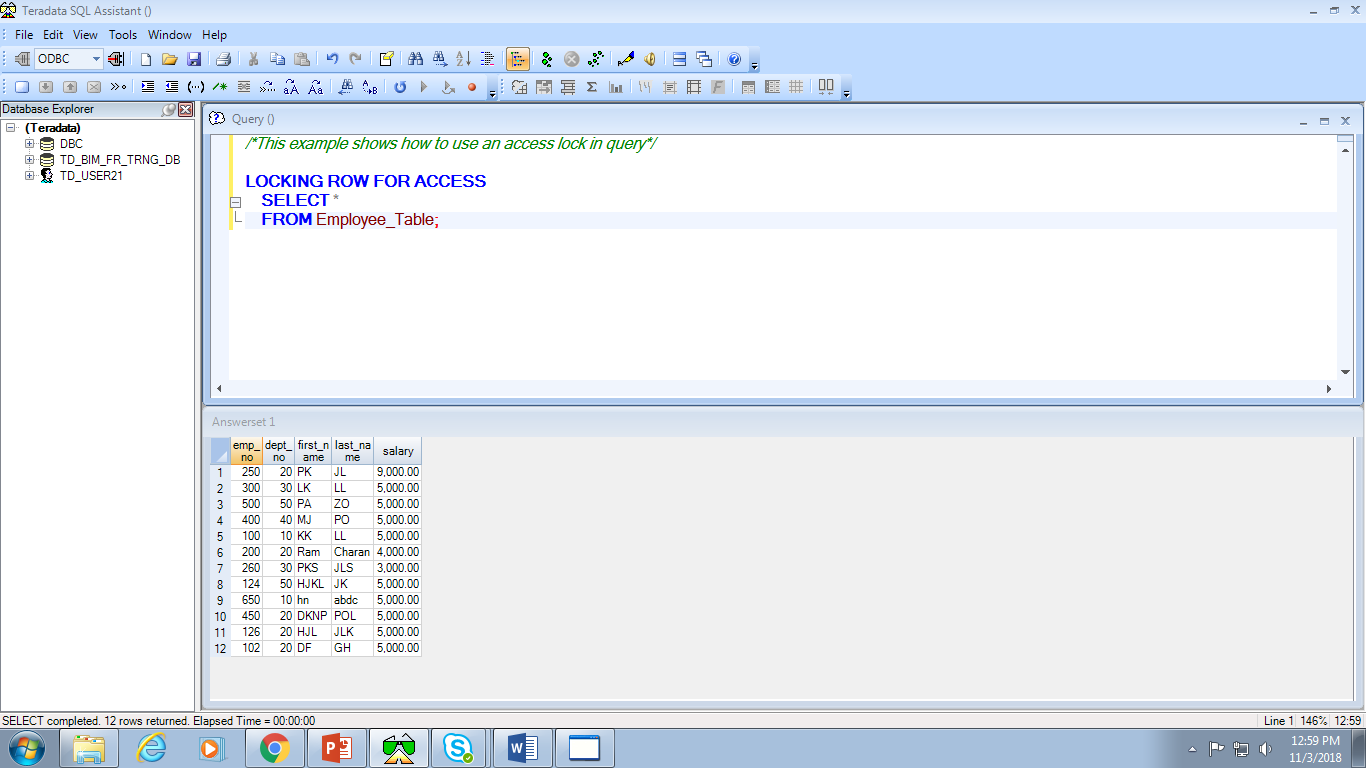 Teradata SQL Assistant ()
File Edit View Tools Window Help
ODBC
Database Explorer
(Teradata)
DBC
TD_BIM_FR_TRNG_DB
TD_USER21
Query ()
/*This example shows how to use an access lock in query*/
LOCKING ROW FOR ACCESS
SELECT *
FROM Employee_Table;
Answerset 1
emp_no dept_no first_name last_name salary
1 250 20 PK JL 9,000.00
2 300 30 LK LL 5,000.00
3 500 50 PA ZO 5,000.00
4 400 40 MJ PO 5,000.00
5 100 10 KK LL 5,000.00
6 200 20 Ram Charan 4,000.00
7 260 30 PKS JLS 3,000.00
8 124 50 HJKL JK 5,000.00
9 650 10 hn abdc 5,000.00
10 450 20 DKNP POL 5,000.00
11 126 20 HJL JLK 5,000.00
12 102 20 DF GH 5,000.00
SELECT completed. 12 rows returned. Elapsed Time = 00:00:00
Line 1 146% 12:59
12:59 PM
11/3/2018